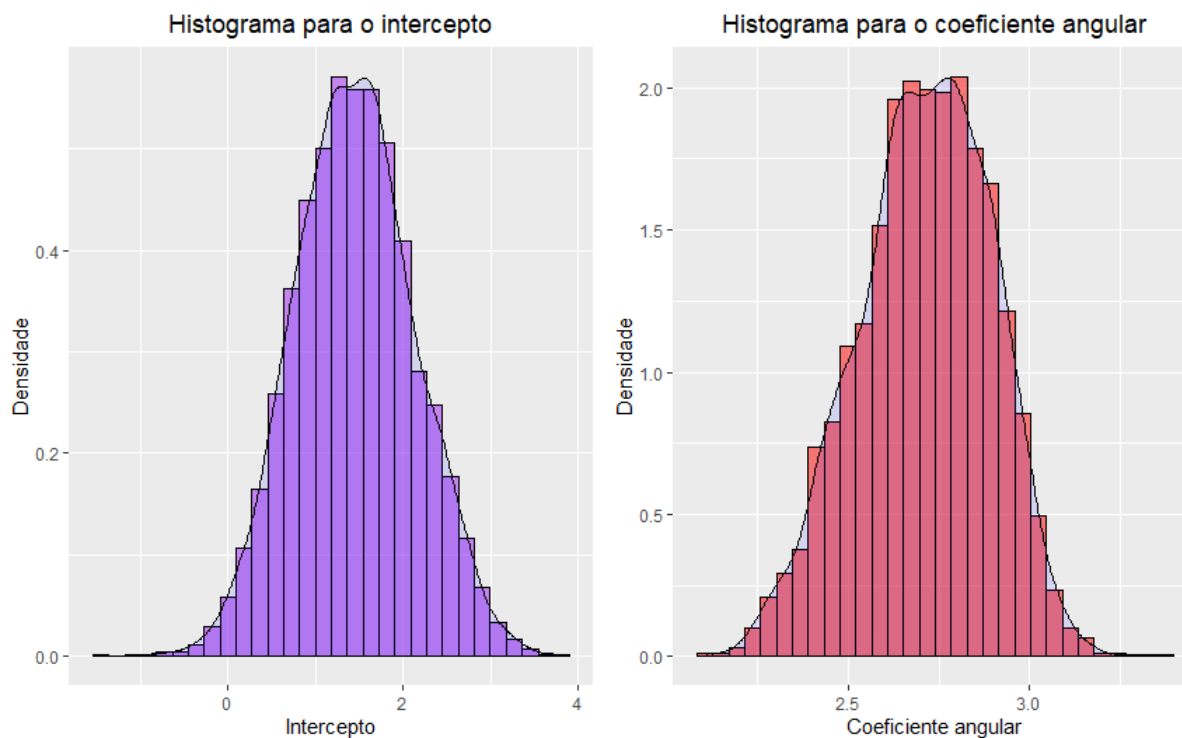 Histograma para o intercepto
Densidade
0.4
0.2
0.0
0
2
4
Intercepto
Histograma para o coeficiente angular
Densidade
2.0
1.5
1.0
0.5
0.0
2.5
3.0
Coeficiente angular